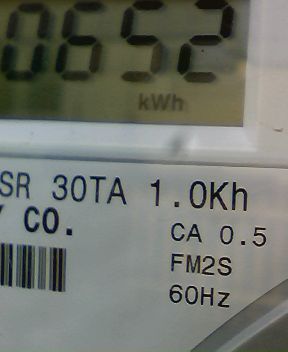 0652
kWh
SR 30TA 1.0Kh
Y CO.
CA 0.5
FM2S
60Hz